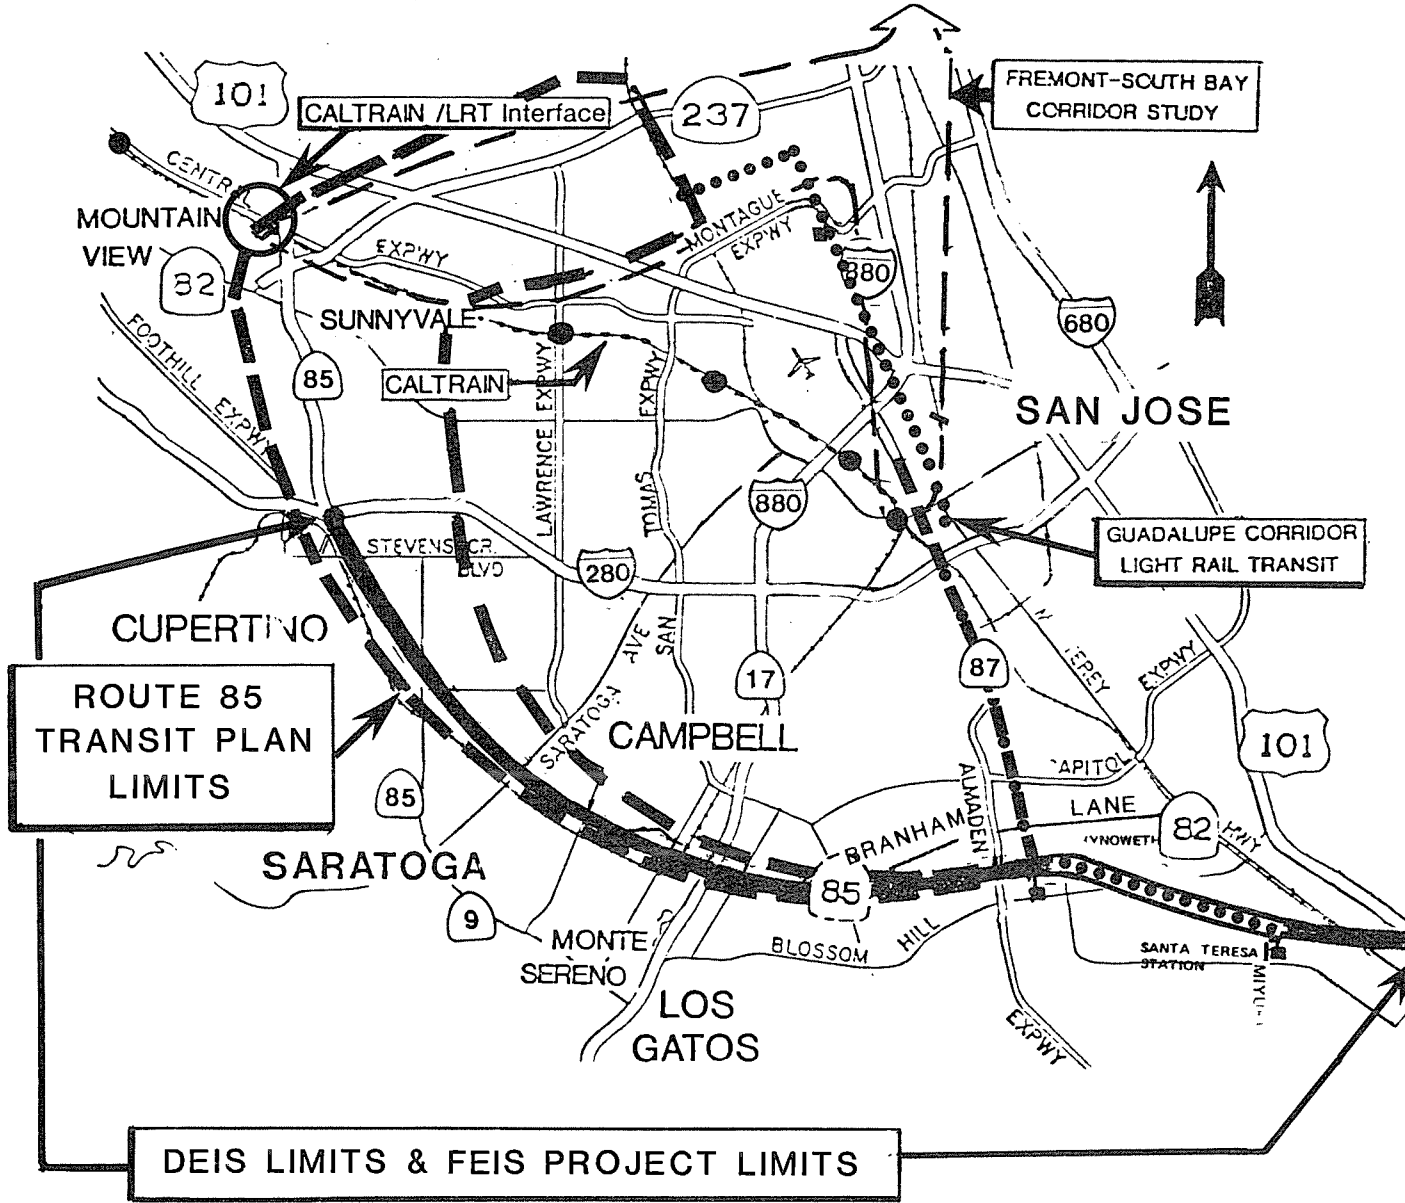 101
CALTRAIN /LRT Interface
237
FREMONT-SOUTH BAY
CORRIDOR STUDY
MOUNTAIN
VIEW
82
EXPWY
MONTAGUE
EXPWY
880
680
SUNNYVALE
FOOTHILL
EXPWY
85
CALTRAIN
LAWRENCE EXPWY
EXPWY
TOMAS
SAN
SAN JOSE
880
GUADALUPE CORRIDOR
LIGHT RAIL TRANSIT
BLVD
280
CUPERTINO
AVE
SARATOGA
17
87
EXPWY
ROUTE 85
TRANSIT PLAN
LIMITS
CAMPBELL
101
85
ALMADEN
EXPWY
BRANHAM
LANE
82
SARATOGA
85
9
MONTE
SERENO
BLOSSOM
HILL
SANTA TERESA
STATION
LOS
GATOS
DEIS LIMITS & FEIS PROJECT LIMITS